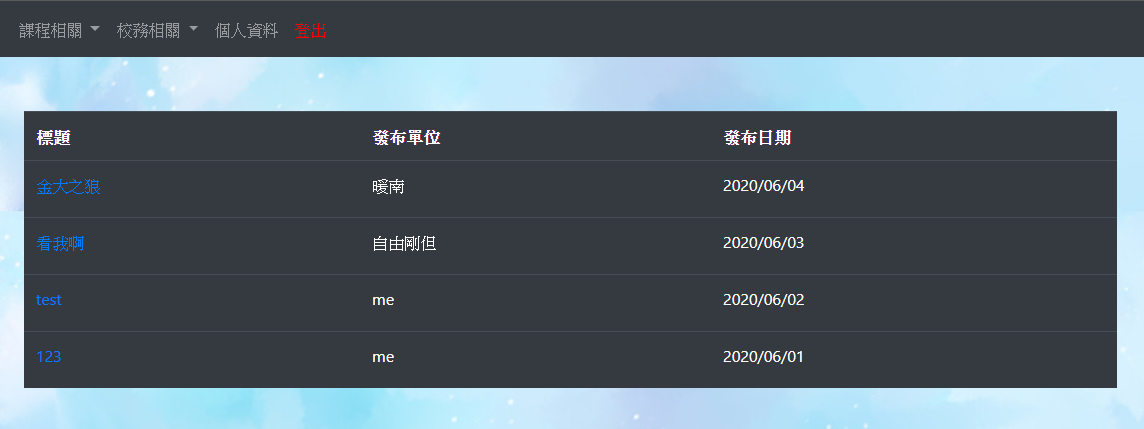 課程相關 校務相關 個人資料 登出
標題 發布單位 發布日期
金大之狼 暖南 2020/06/04
看我啊 自由剛但 2020/06/03
test me 2020/06/02
123 me 2020/06/01